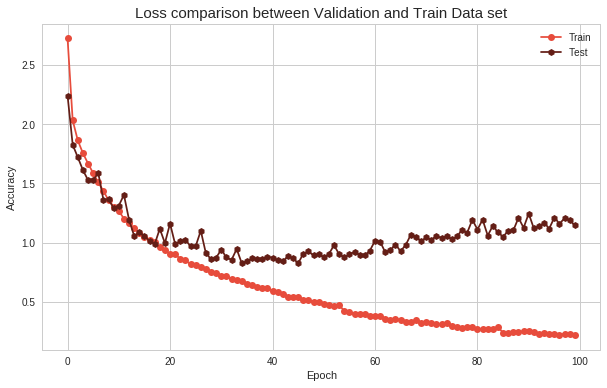 Loss comparison between Validation and Train Data set
Train
Test
2.5
2.0
1.5
1.0
0.5
Accuracy
0
20
40
60
80
100
Epoch